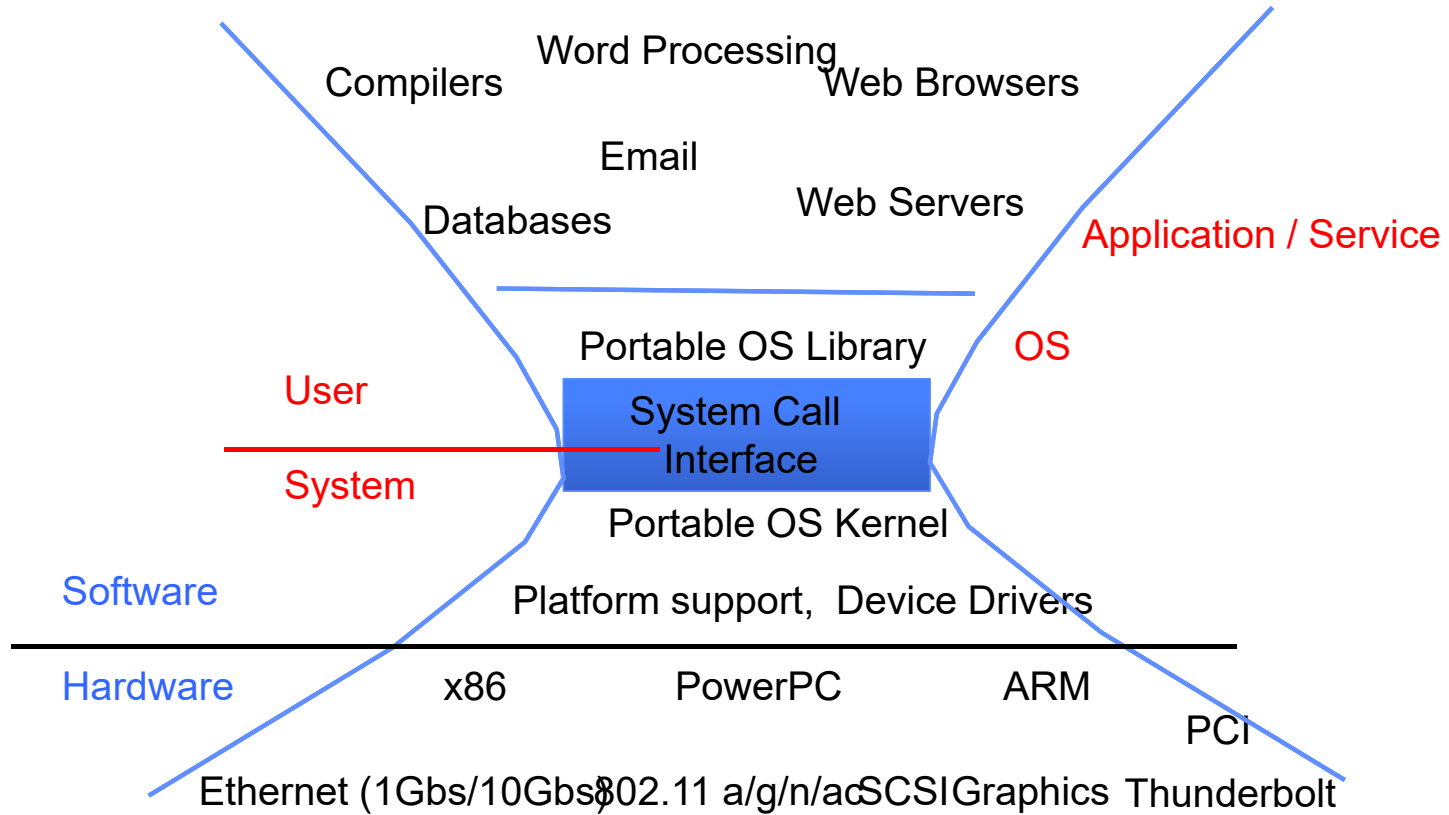 Word Processing
Compilers
Web Browsers
Email
Web Servers
Databases
Application / Service
Portable OS Library
OS
User
System Call
Interface
System
Portable OS Kernel
Software
Platform support, Device Drivers
Hardware
x86
PowerPC
ARM
PCI
Ethernet (1Gbs/10Gbs)
802.11 a/g/n/ac
SCSI
Graphics
Thunderbolt